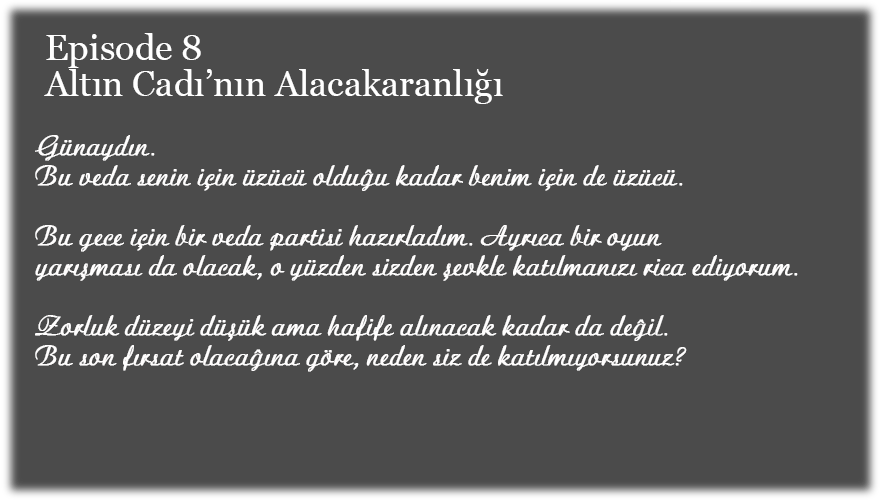 Episode 8
Altın Cadı’nın Alacakaranlığı
Günaydın.
Bu veda senin için üzücü olduğu kadar benim için de üzücü.
Bu gece için bir veda partisi hazırladım. Ayrıca bir oyun
yarışması da olacak, o yüzden sizden şevkle katılmanızı rica ediyorum.
Zorluk düzeyi düşük ama hafife alınacak kadar da değil.
Bu son fırsat olacağına göre, neden siz de katılmıyorsunuz?